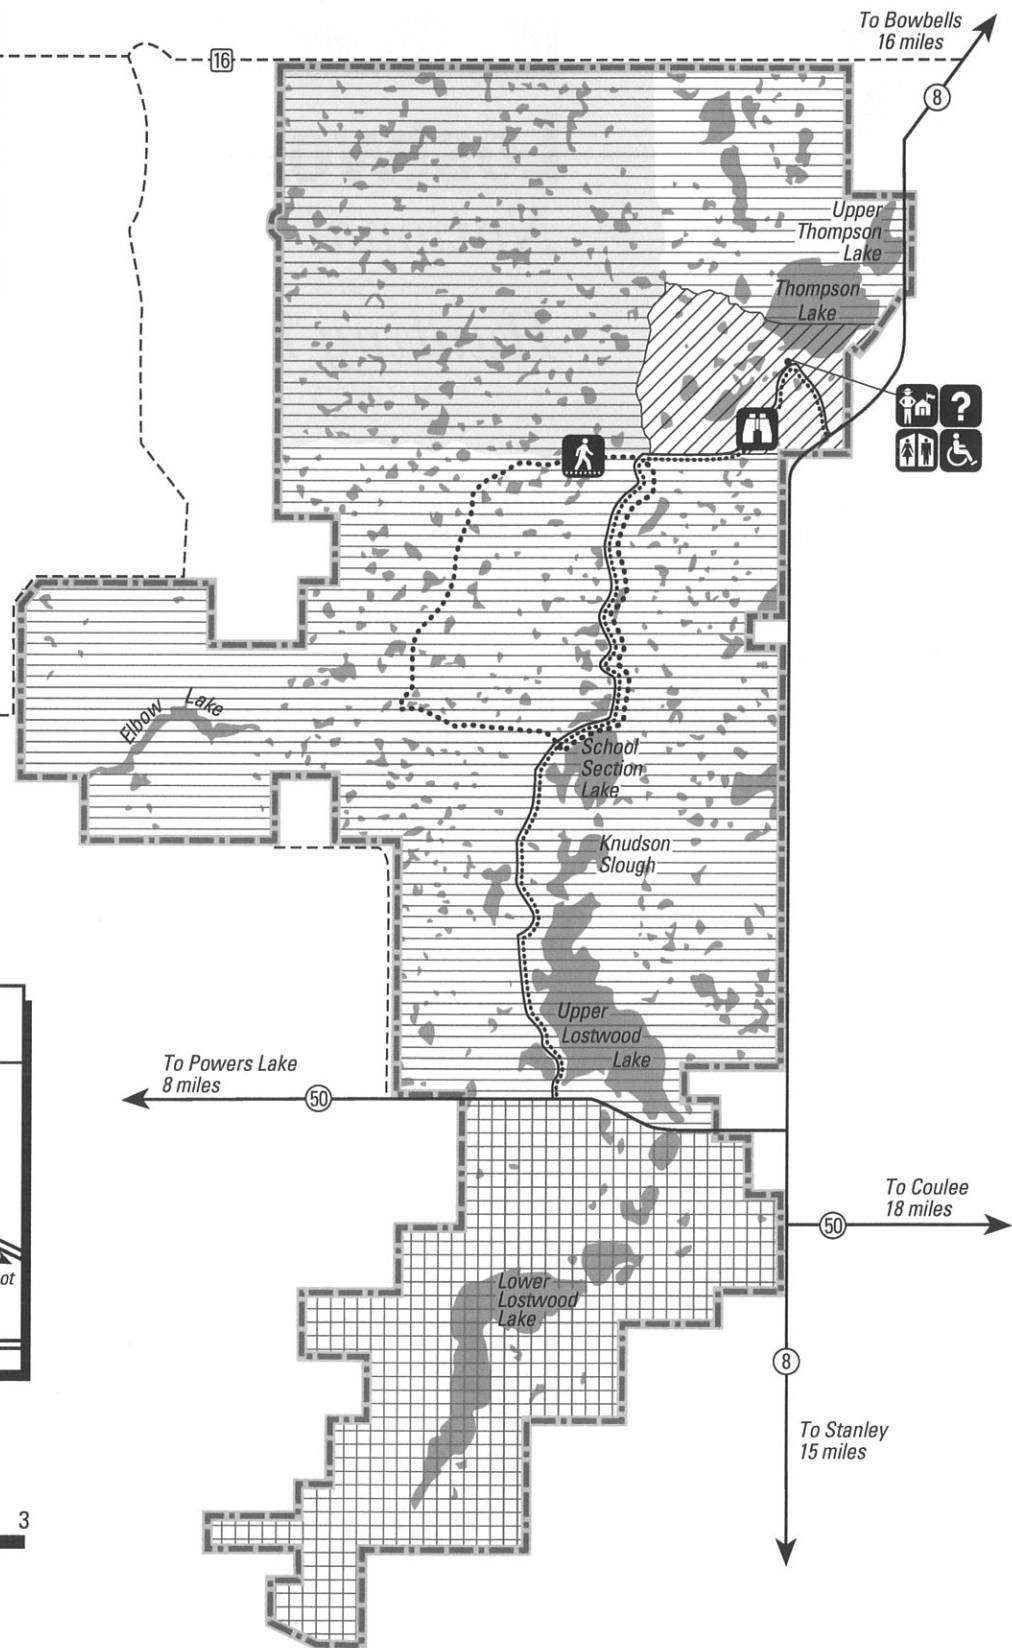 To Bowbells
16 miles
16
8
Upper
Thompson
Lake
Thompson
Lake
?
Elbow Lake
School
Section
Lake
Knudson
Slough
Upper
Lostwood
Lake
To Powers Lake
8 miles
50
To Coulee
18 miles
50
ot
Lower
Lostwood
Lake
8
To Stanley
15 miles
3